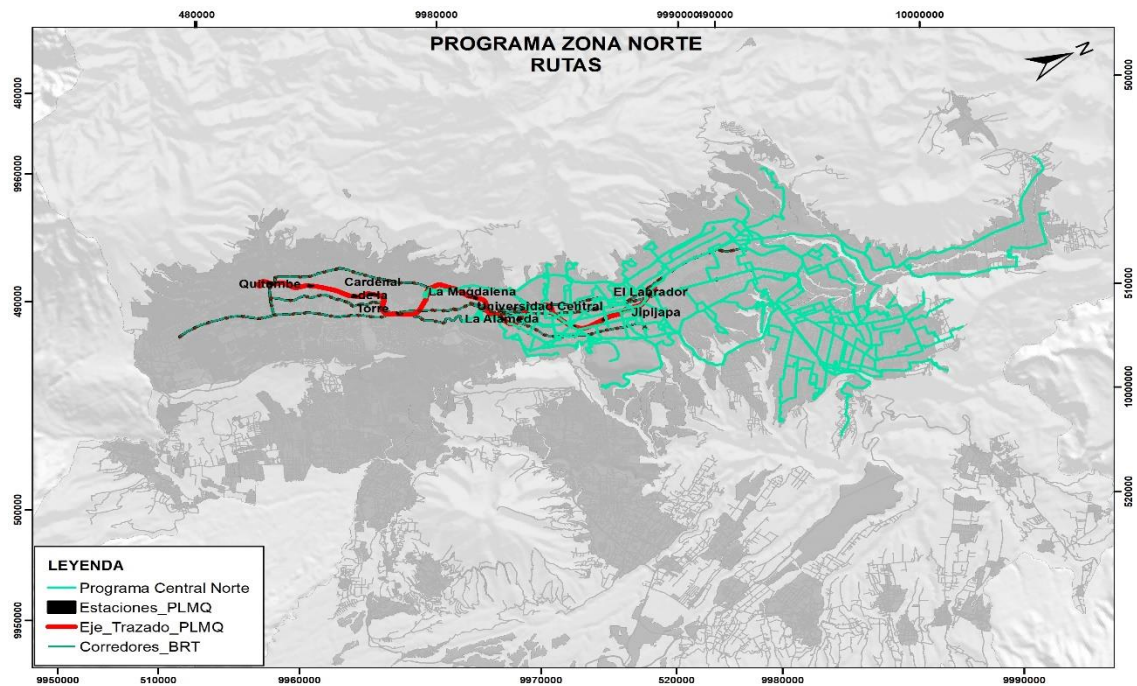 480000
9980000
9990000
490000
10000000
PROGRAMA ZONA NORTE
RUTAS
N
480000
500000
9960000
490000
510000
Quitumbe
Cardenal
de la
Torre
La Magdalena
Universidad Central
La Alameda
El Labrador
Jipijapa
10000000
500000
520000
LEYENDA
Programa Central Norte
Estaciones_PLMQ
Eje_Trazado_PLMQ
Corredores_BRT
9950000
9950000
510000
9960000
9970000
520000
9980000
9990000